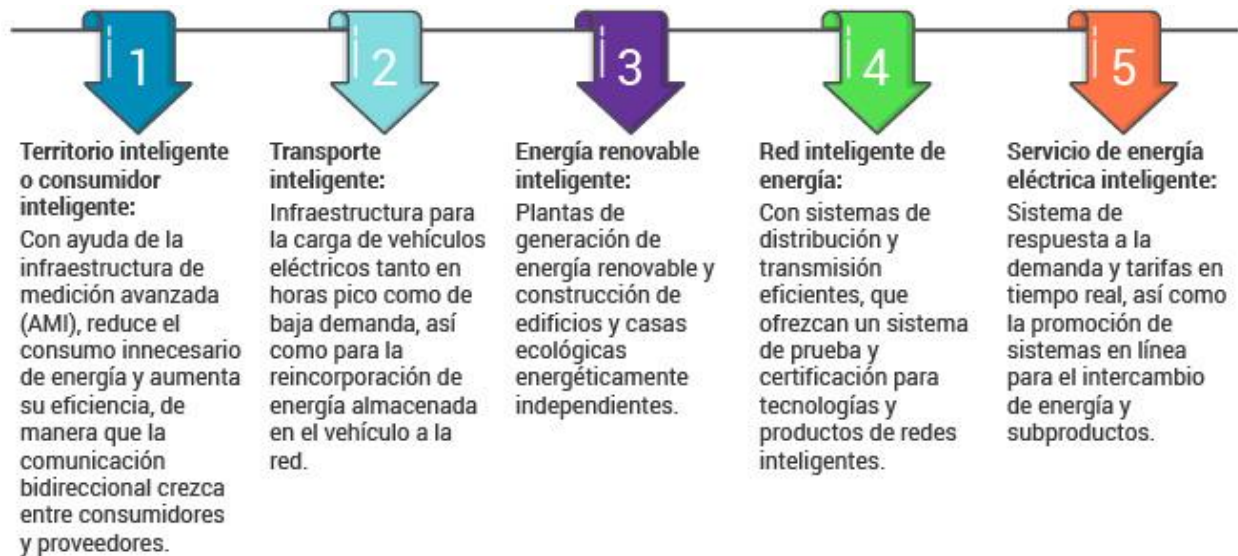 1
Territorio inteligente
o consumidor
inteligente:
Con ayuda de la
infraestructura de
medición avanzada
(AMI), reduce el
consumo innecesario
de energía y aumenta
su eficiencia, de
manera que la
comunicación
bidireccional crezca
entre consumidores
y proveedores.
2
Transporte
inteligente:
Infraestructura para
la carga de vehículos
eléctricos tanto en
horas pico como de
baja demanda, así
como para la
reincorporación de
energía almacenada
en el vehículo a la
red.
3
Energía renovable
inteligente:
Plantas de
generación de
energía renovable y
construcción de
edificios y casas
ecológicas
energéticamente
independientes.
4
Red inteligente de
energía:
Con sistemas de
distribución y
transmisión
eficientes, que
ofrezcan un sistema
de prueba y
certificación para
tecnologías y
productos de redes
inteligentes.
5
Servicio de energía
eléctrica inteligente:
Sistema de
respuesta a la
demanda y tarifas en
tiempo real, así como
la promoción de
sistemas en línea
para el intercambio
de energía y
subproductos.